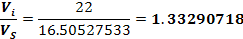 V_i/V_S = 22/16.50527533 = 1.33290718